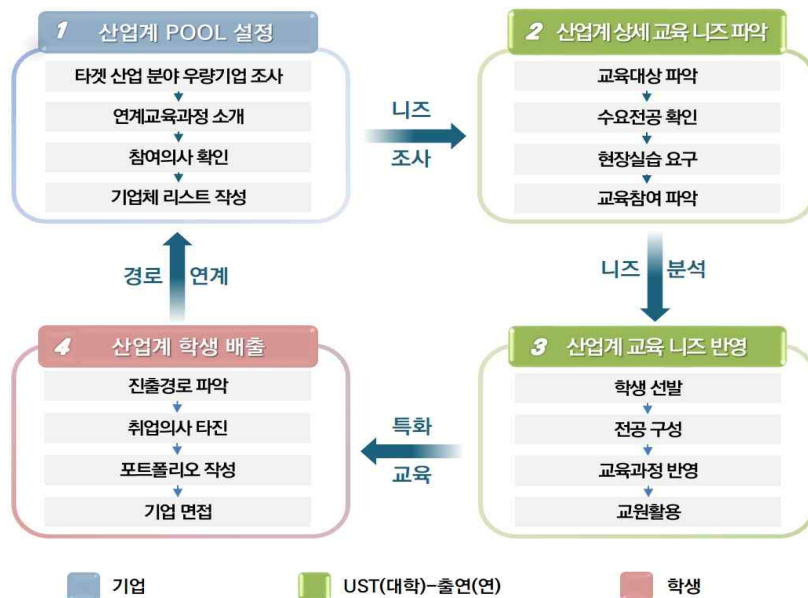 1 산업계 POOL 설정
타겟 산업 분야 우량기업 조사
연계교육과정 소개
참여의사 확인
기업체 리스트 작성
니즈
조사
2 산업계 상세 교육 니즈 파악
교육대상 파악
수요전공 확인
현장실습 요구
교육참여 파악
니즈 분석
3 산업계 교육 니즈 반영
학생 선발
전공 구성
교육과정 반영
교원활용
특화
교육
4 산업계 학생 배출
진출경로 파악
취업의사 타진
포트폴리오 작성
기업 면접
경로 연계
기업
UST(대학)-출연(연)
학생